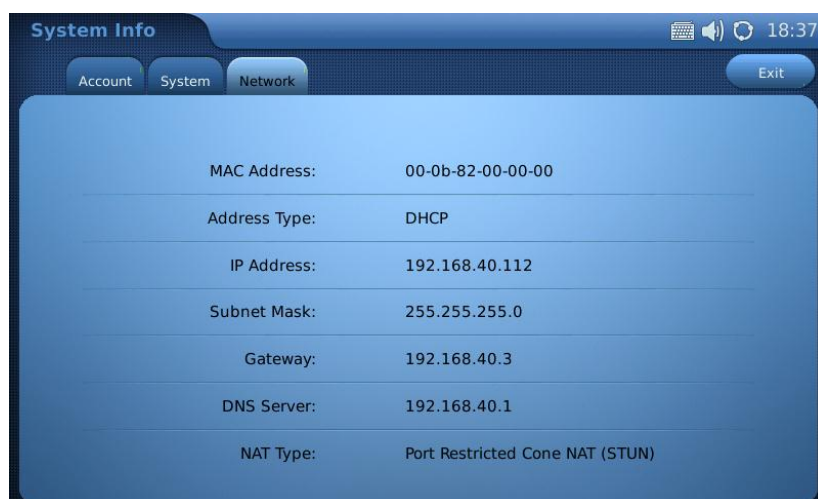 System Info
18:37
Account System Network Exit
MAC Address: 00-0b-82-00-00-00
Address Type: DHCP
IP Address: 192.168.40.112
Subnet Mask: 255.255.255.0
Gateway: 192.168.40.3
DNS Server: 192.168.40.1
NAT Type: Port Restricted Cone NAT (STUN)